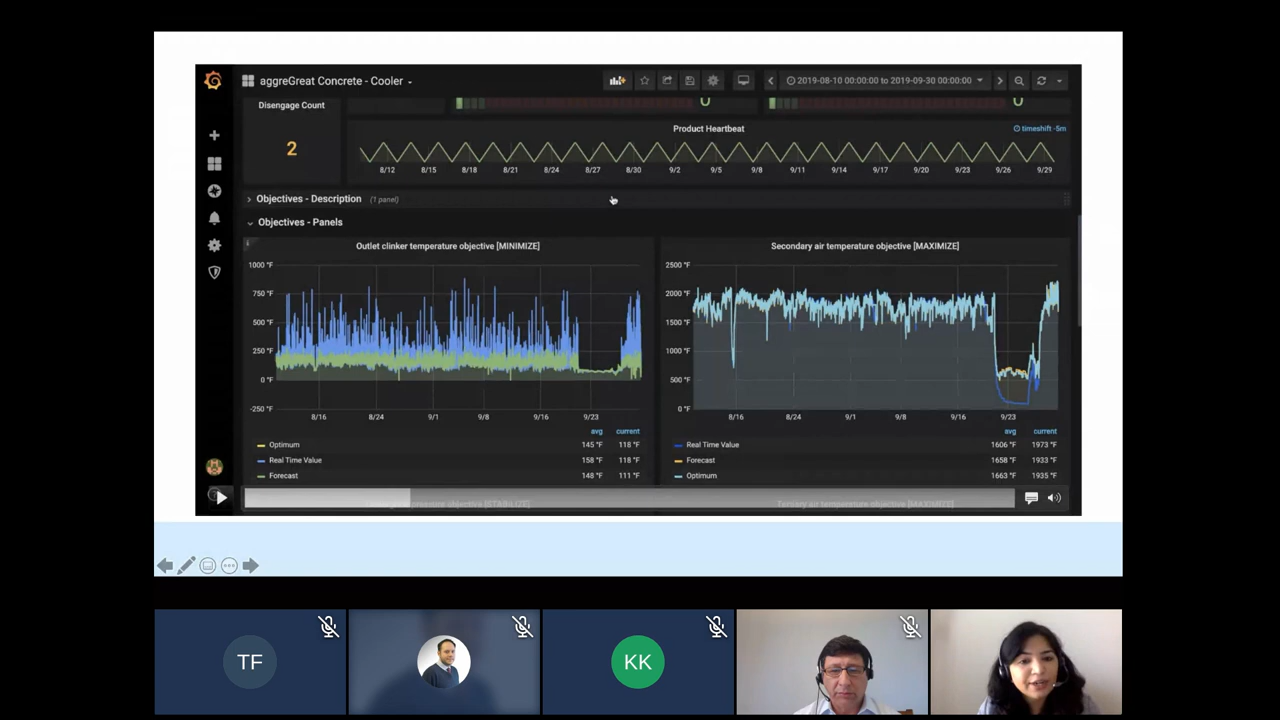 aggreGreat Concrete - Cooler
2019-08-10 00:00:00 to 2019-09-30 00:00:00
Disengage Count
2
0
0
Product Heartbeat
timeshift -5m
8/12 8/15 8/18 8/21 8/24 8/27 8/30 9/2 9/5 9/8 9/11 9/14 9/17 9/20 9/23 9/26 9/29
Objectives - Description (1 panel)
Objectives - Panels
Outlet clinker temperature objective [MINIMIZE]
1000 °F
750 °F
500 °F
250 °F
0 °F
-250 °F
8/16 8/24 9/1 9/8 9/16 9/23
avg current
Optimum 145 °F 118 °F
Real Time Value 158 °F 118 °F
Forecast 148 °F 111 °F
Secondary air temperature objective [MAXIMIZE]
2500 °F
2000 °F
1500 °F
1000 °F
500 °F
0 °F
8/16 8/24 9/1 9/8 9/16 9/23
avg current
Real Time Value 1606 °F 1973 °F
Forecast 1658 °F 1933 °F
Optimum 1663 °F 1935 °F
Tertiary air temperature objective [MAXIMIZE]
TF
KK